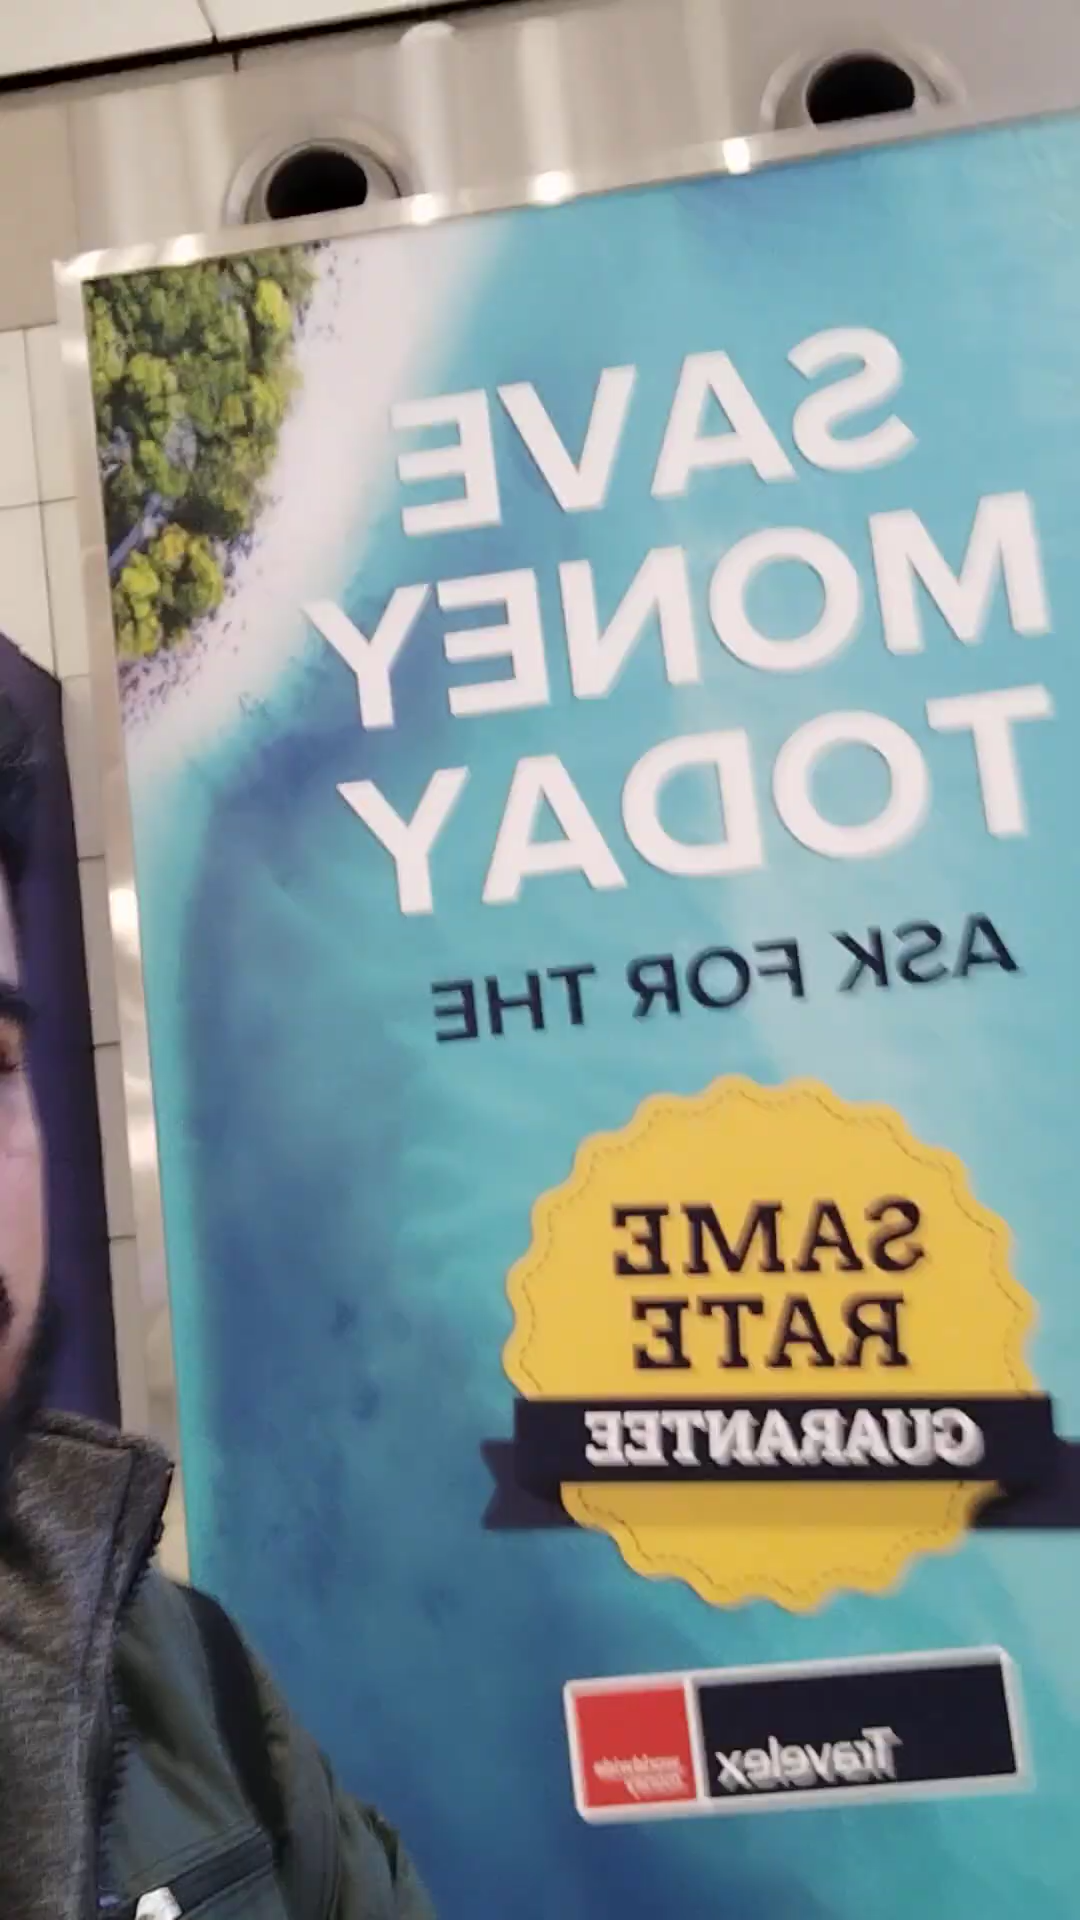 SAVE
MONEY
TODAY
ASK FOR THE
SAME
RATE
GUARANTEE
Travelex
worldwide
money